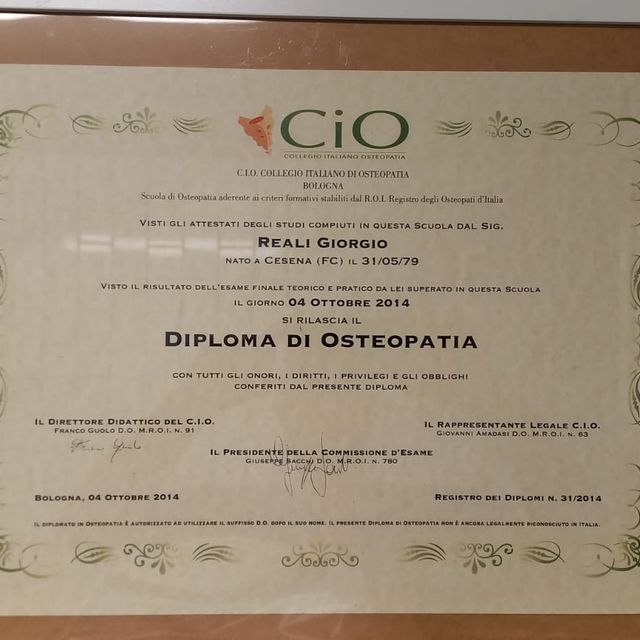 CiO
COLLEGIO ITALIANO OSTEOPATIA
C.I.O. COLLEGIO ITALIANO DI OSTEOPATIA
BOLOGNA
Scuola di Osteopatia aderente ai criteri formativi stabiliti dal R.O.I. Registro degli Osteopati d'Italia
VISTI GLI ATTESTATI DEGLI STUDI COMPIUTI IN QUESTA SCUOLA DAL SIG.
REALI GIORGIO
NATO A CESENA (FC) IL 31/05/79
VISTO IL RISULTATO DELL'ESAME FINALE TEORICO E PRATICO DA LEI SUPERATO IN QUESTA SCUOLA
IL GIORNO 04 OTTOBRE 2014
SI RILASCIA IL
DIPLOMA DI OSTEOPATIA
CON TUTTI GLI ONORI, I DIRITTI, I PRIVILEGI E GLI OBBLIGHI
CONFERITI DAL PRESENTE DIPLOMA
IL DIRETTORE DIDATTICO DEL C.I.O.
FRANCO GUOLO D.O. M.R.O.I. N. 91
IL RAPPRESENTANTE LEGALE C.I.O.
GIOVANNI AMADASI D.O. M.R.O.I. N. 63
IL PRESIDENTE DELLA COMMISSIONE D'ESAME
GIUSEPPE SACCHI D.O. M.R.O.I. N. 780
BOLOGNA, 04 OTTOBRE 2014
REGISTRO DEI DIPLOMI N. 31/2014
IL DIPLOMATO IN OSTEOPATIA È AUTORIZZATO AD UTILIZZARE IL SUFFISSO D.O. DOPO IL SUO NOME. IL PRESENTE DIPLOMA DI OSTEOPATIA NON È ANCORA LEGALMENTE RICONOSCIUTO IN ITALIA.